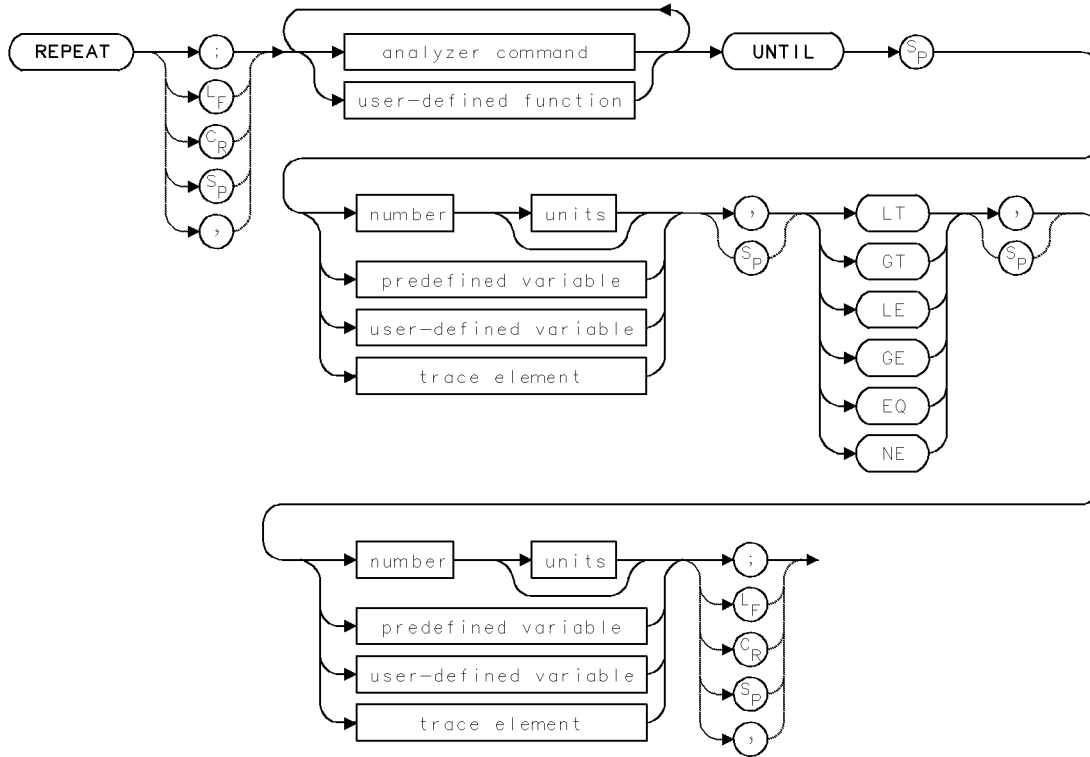 REPEAT ; analyzer command UNTIL SP
LF user-defined function
CR
SP
,
number units , LT ,
SP GT SP
predefined variable
LE
user-defined variable
GE
trace element
EQ
NE
number units ;
LF
predefined variable
CR
user-defined variable
SP
trace element
,